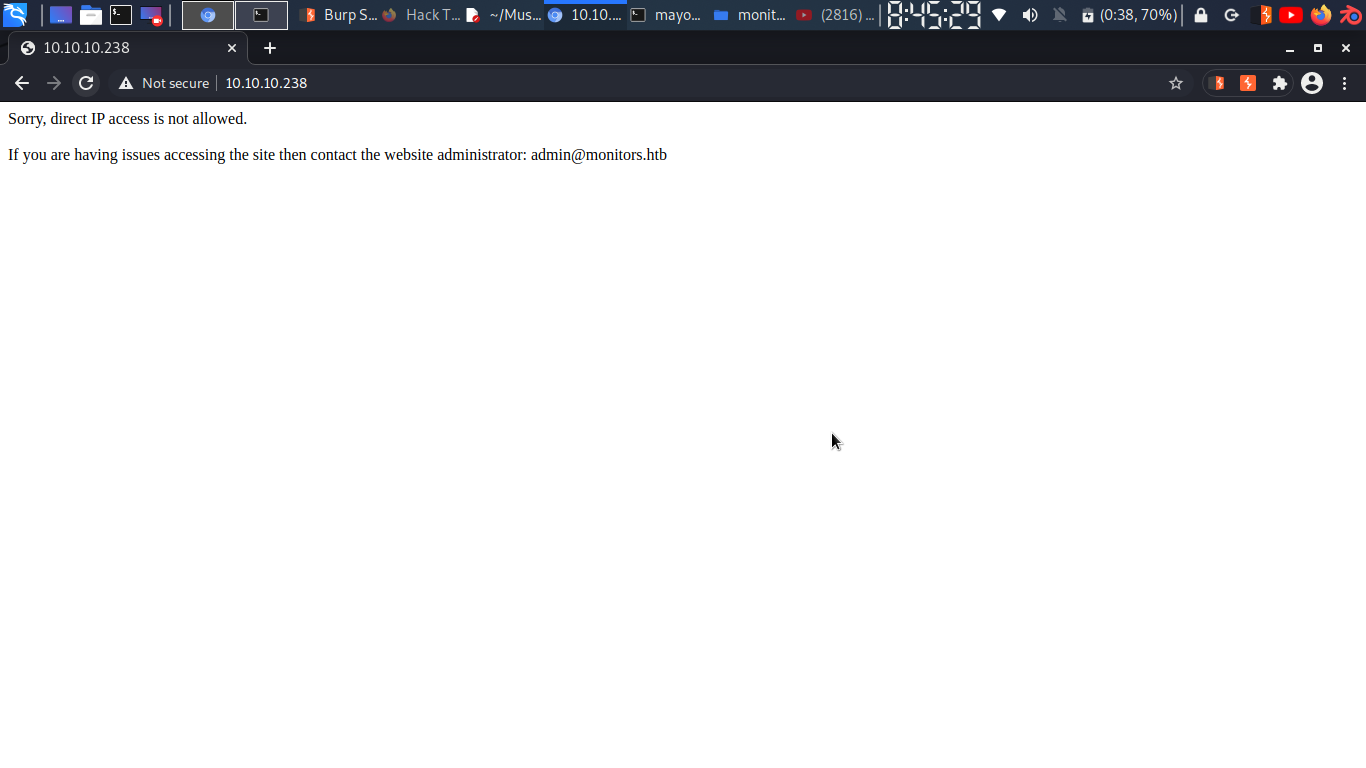 Burp S... Hack T... ~/Mus... 10.10.... mayo... monit... (2816) ... 8:45:29 (0:38, 70%)
10.10.10.238
Not secure 10.10.10.238
Sorry, direct IP access is not allowed.
If you are having issues accessing the site then contact the website administrator: admin@monitors.htb